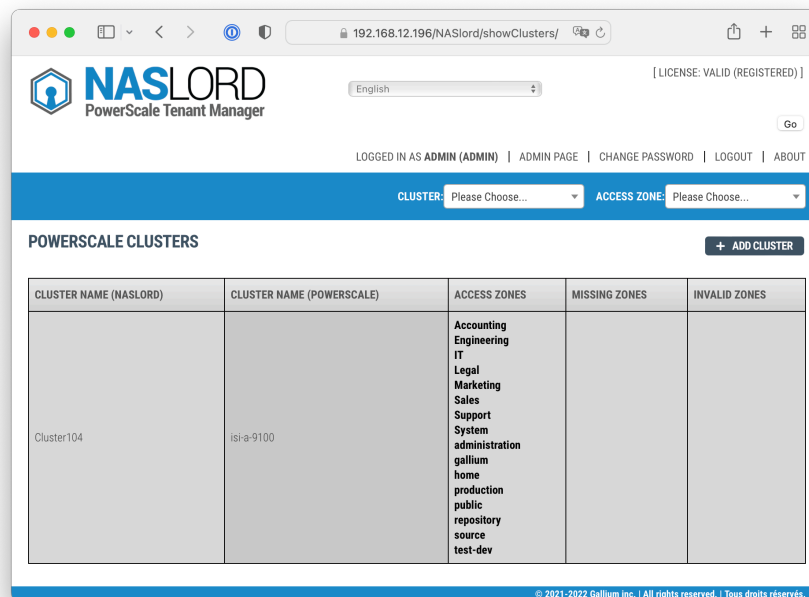 192.168.12.196/NASlord/showClusters/
NASLORD
PowerScale Tenant Manager
English
[ LICENSE: VALID (REGISTERED) ]
Go
LOGGED IN AS ADMIN (ADMIN) | ADMIN PAGE | CHANGE PASSWORD | LOGOUT | ABOUT
CLUSTER: Please Choose... ACCESS ZONE: Please Choose...
POWERSCALE CLUSTERS
+ ADD CLUSTER
CLUSTER NAME (NASLORD) CLUSTER NAME (POWERSCALE) ACCESS ZONES MISSING ZONES INVALID ZONES
Cluster104
isi-a-9100
Accounting
Engineering
IT
Legal
Marketing
Sales
Support
System
administration
gallium
home
production
public
repository
source
test-dev
© 2021-2022 Gallium inc. | All rights reserved. | Tous droits réservés.